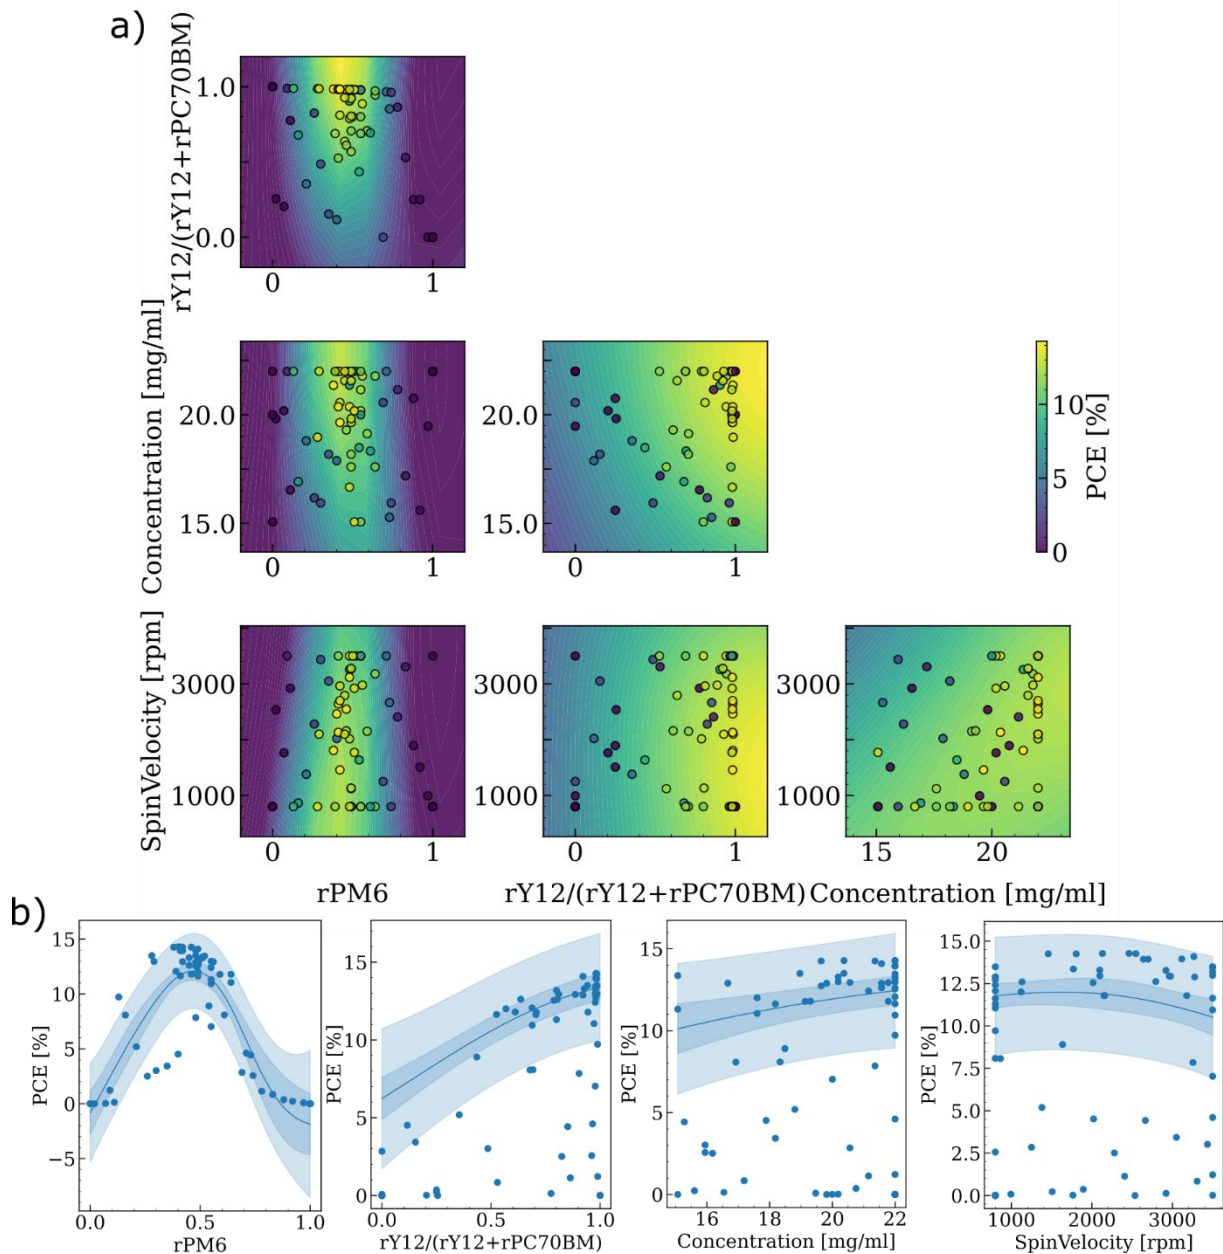 a)
rY12/(rY12+rPC70BM)
1.0
0.0
0 1
Concentration [mg/ml]
20.0
15.0
0 1
20.0
15.0
0 1
10
5
0
PCE [%]
SpinVelocity [rpm]
3000
1000
0 1
3000
1000
0 1
3000
1000
15 20
rPM6 rY12/(rY12+rPC70BM) Concentration [mg/ml]
b)
PCE [%]
15
10
5
0
−5
0.0 0.5 1.0
rPM6
PCE [%]
15
10
5
0
0.0 0.5 1.0
rY12/(rY12+rPC70BM)
PCE [%]
15
10
5
0
16 18 20 22
Concentration [mg/ml]
PCE [%]
15.0
12.5
10.0
7.5
5.0
2.5
0.0
1000 2000 3000
SpinVelocity [rpm]